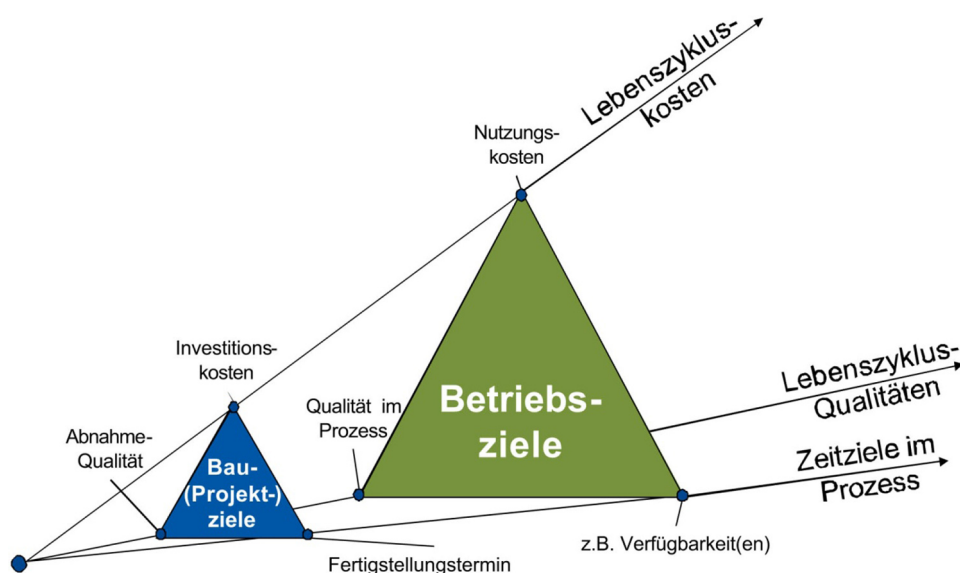 Lebenszyklus-
kosten
Nutzungs-
kosten
Investitions-
kosten
Abnahme-
Qualität
Bau-
(Projekt-)
ziele
Fertigstellungstermin
Qualität im
Prozess
Betriebs-
ziele
Lebenszyklus-
Qualitäten
Zeitziele im
Prozess
z.B. Verfügbarkeit(en)